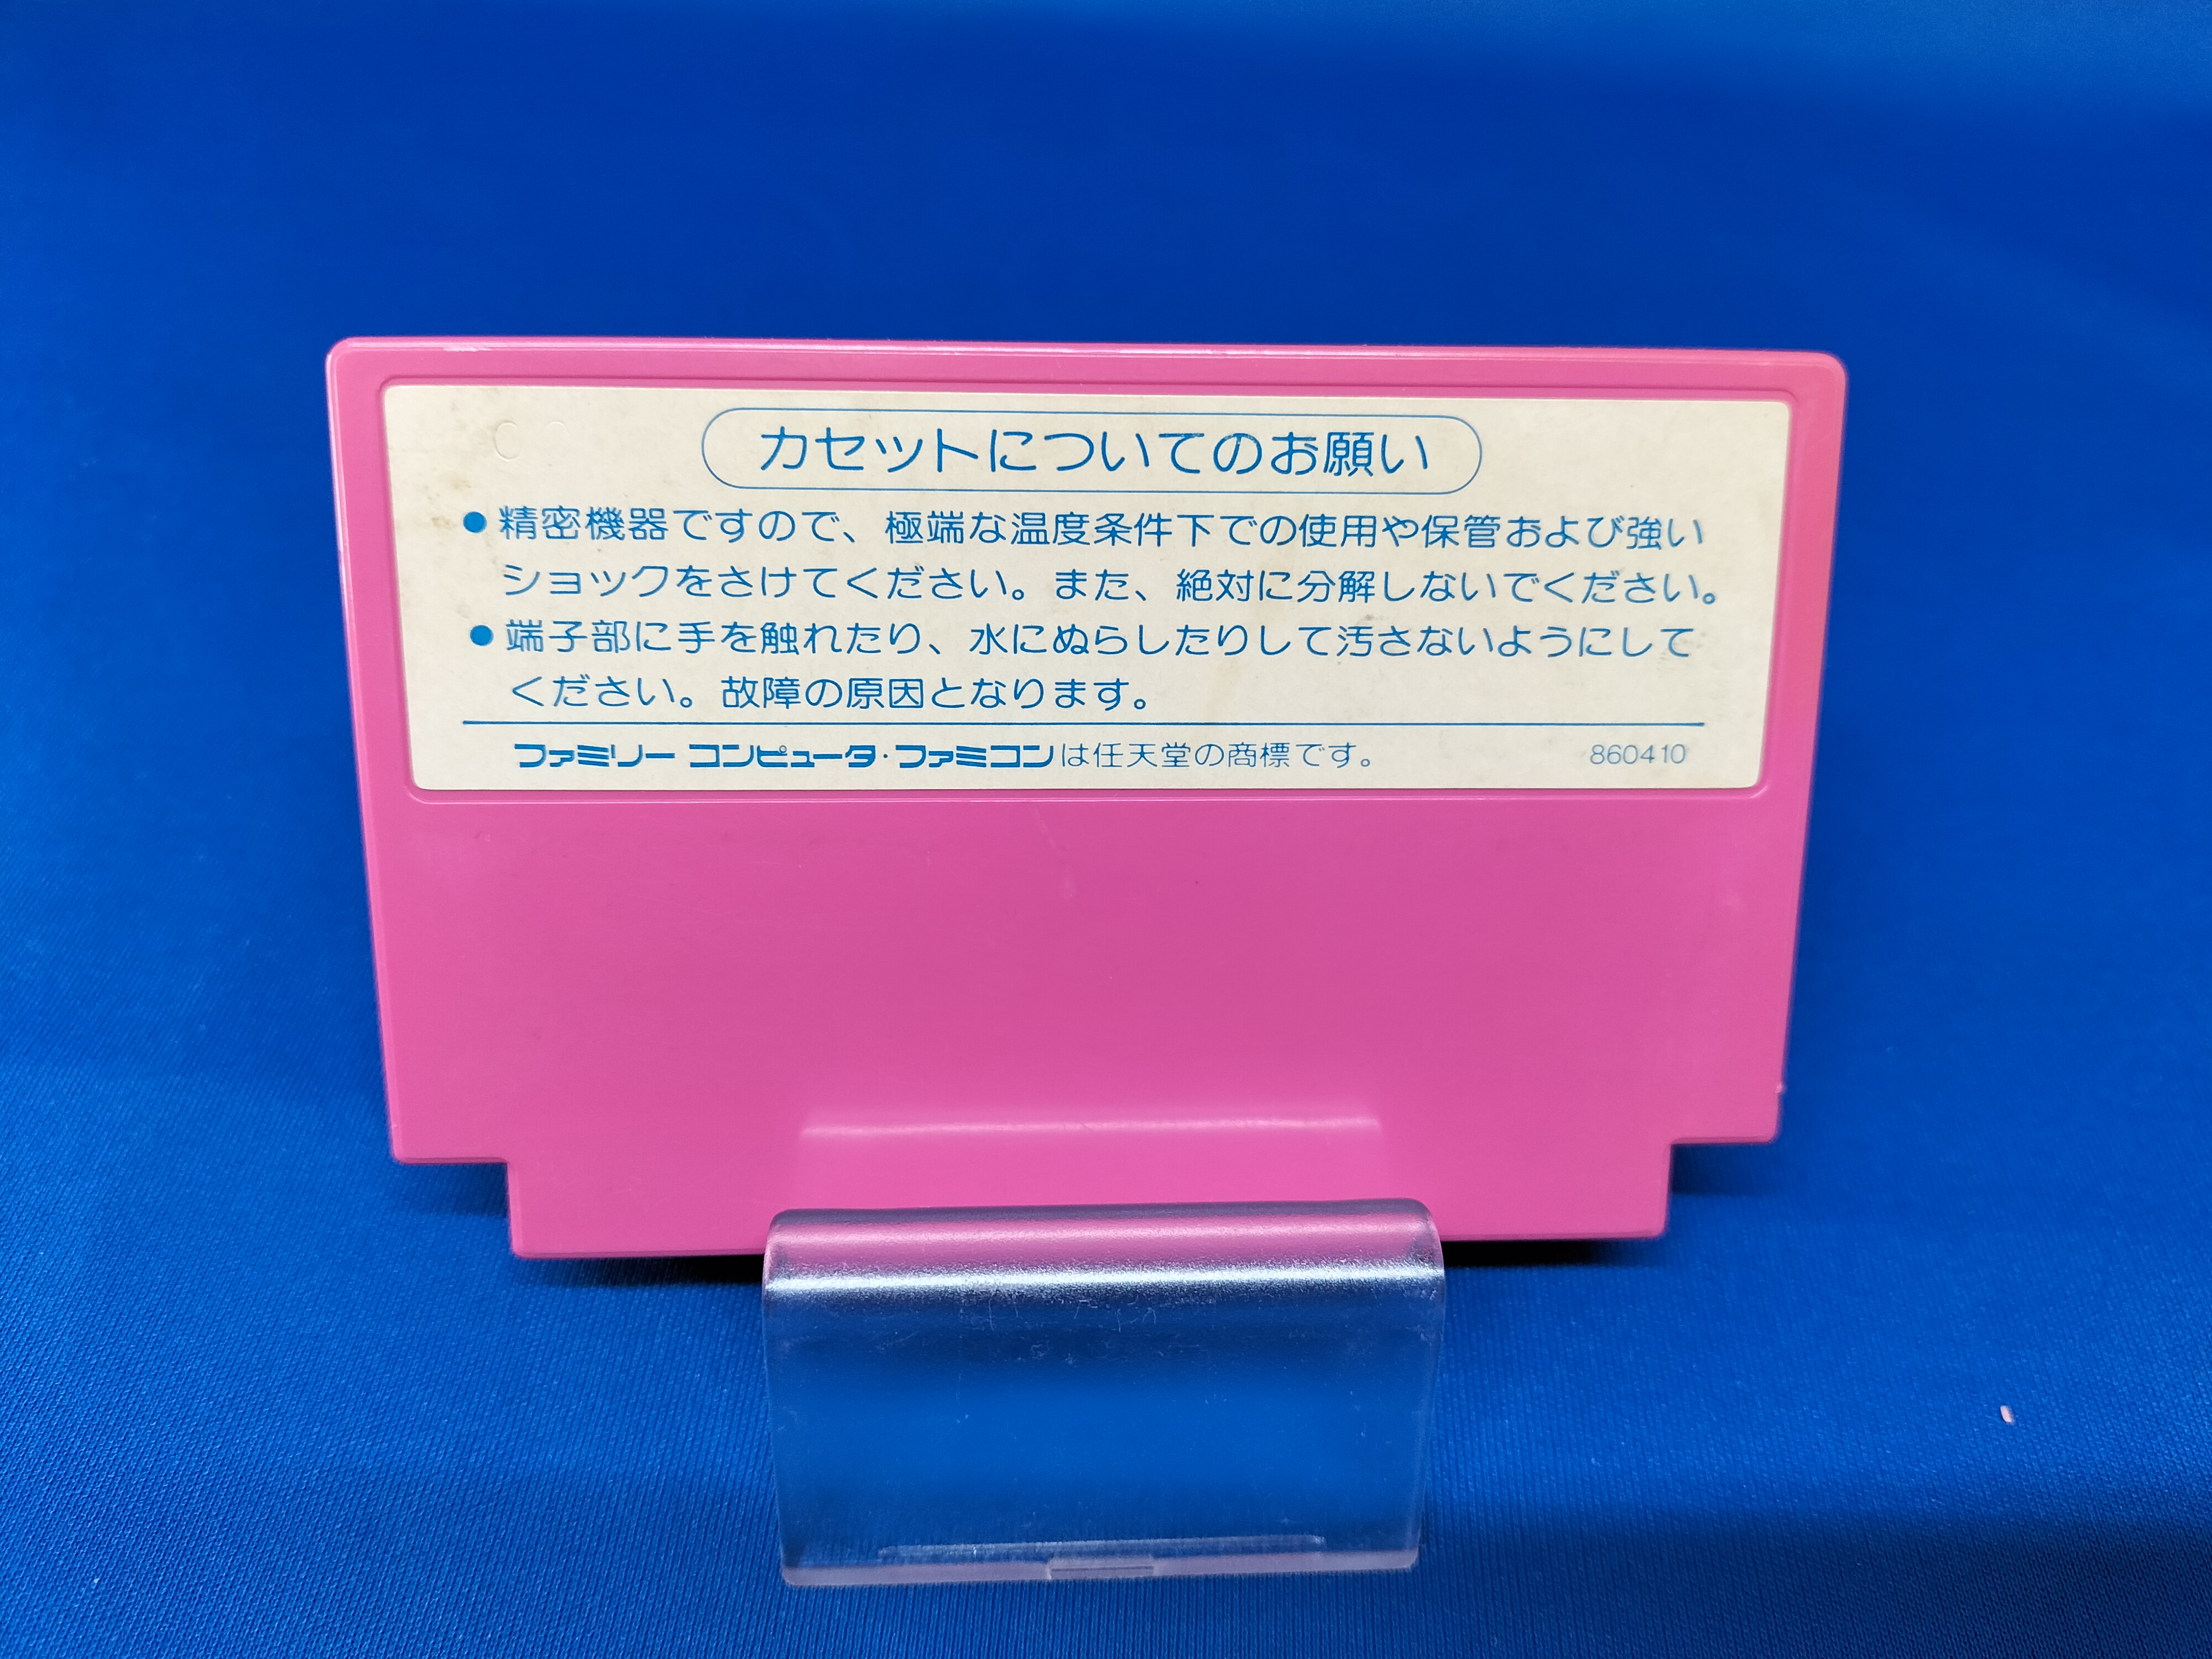 カセットについてのお願い
●精密機器ですので、極端な温度条件下での使用や保管および強い
ショックをさけてください。また、絶対に分解しないでください。
●端子部に手を触れたり、水にぬらしたりして汚さないようにして
ください。故障の原因となります。
ファミリー コンピュータ・ファミコンは任天堂の商標です。 860410